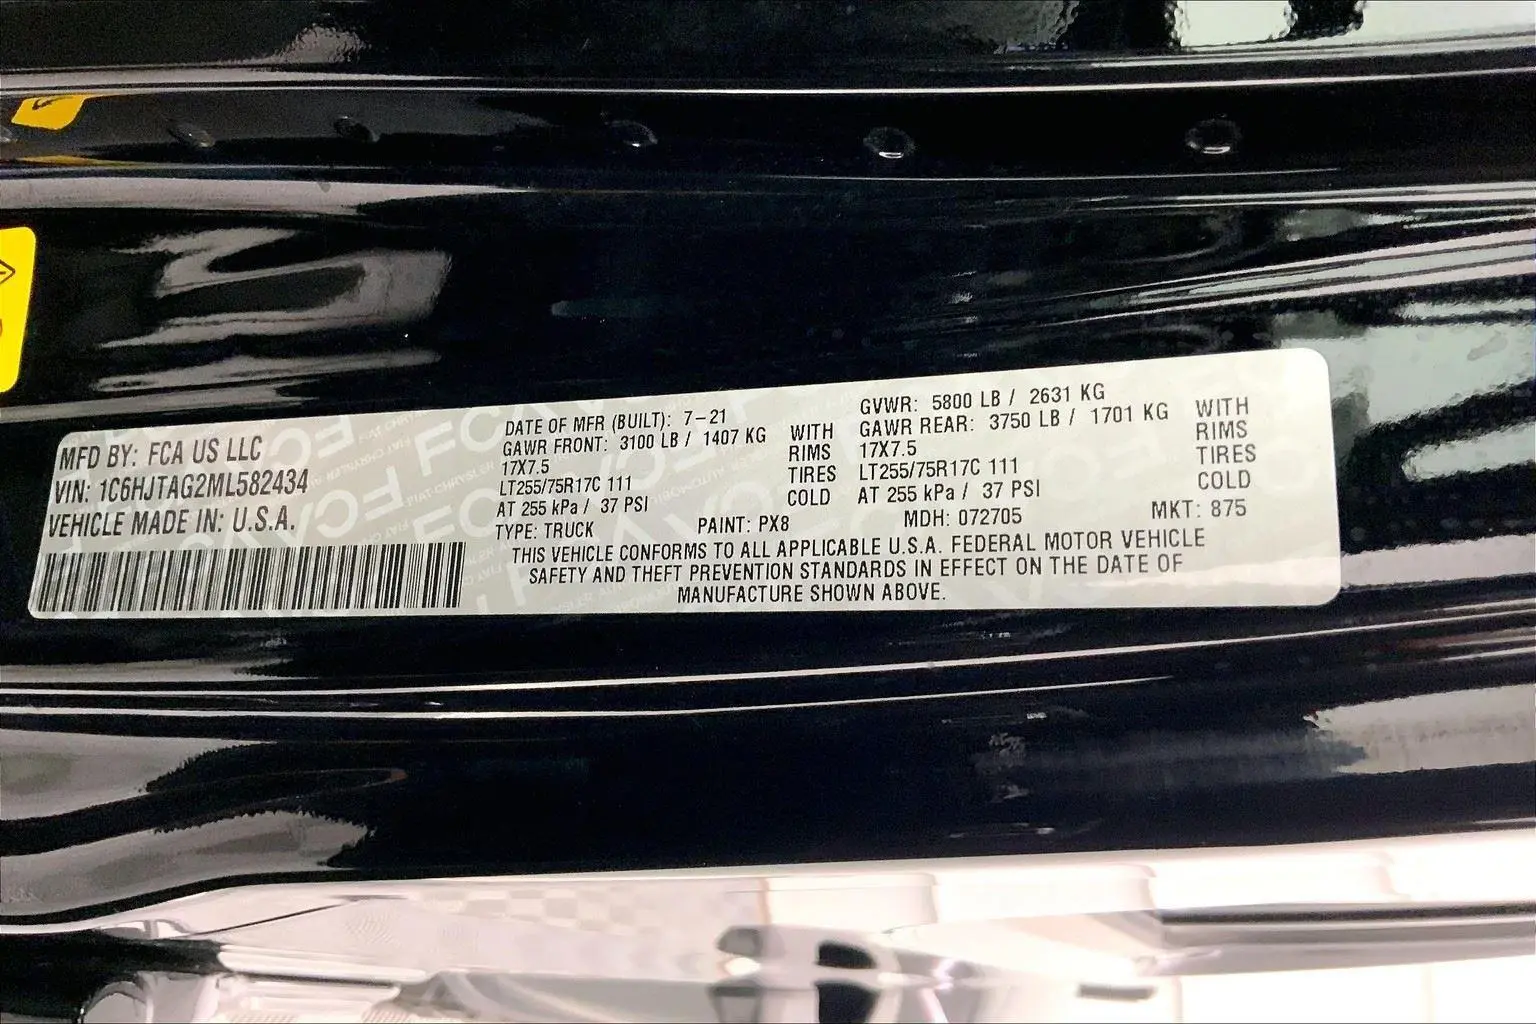 MFD BY: FCA US LLC
VIN: 1C6HJTAG2ML582434
VEHICLE MADE IN: U.S.A.
DATE OF MFR (BUILT): 7-21
GAWR FRONT: 3100 LB / 1407 KG WITH
17X7.5 RIMS
LT255/75R17C 111 TIRES
AT 255 kPa / 37 PSI COLD
GVWR: 5800 LB / 2631 KG
GAWR REAR: 3750 LB / 1701 KG WITH
17X7.5 RIMS
LT255/75R17C 111 TIRES
AT 255 kPa / 37 PSI COLD
TYPE: TRUCK PAINT: PX8 MDH: 072705 MKT: 875
THIS VEHICLE CONFORMS TO ALL APPLICABLE U.S.A. FEDERAL MOTOR VEHICLE
SAFETY AND THEFT PREVENTION STANDARDS IN EFFECT ON THE DATE OF
MANUFACTURE SHOWN ABOVE.